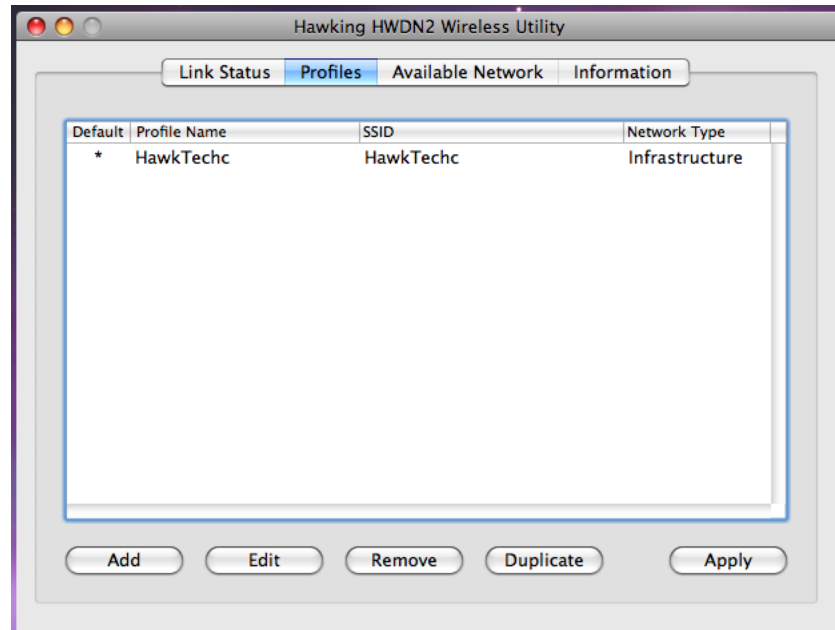 Hawking HWDN2 Wireless Utility
Link Status Profiles Available Network Information
Default Profile Name SSID Network Type
* HawkTechc HawkTechc Infrastructure
Add Edit Remove Duplicate Apply